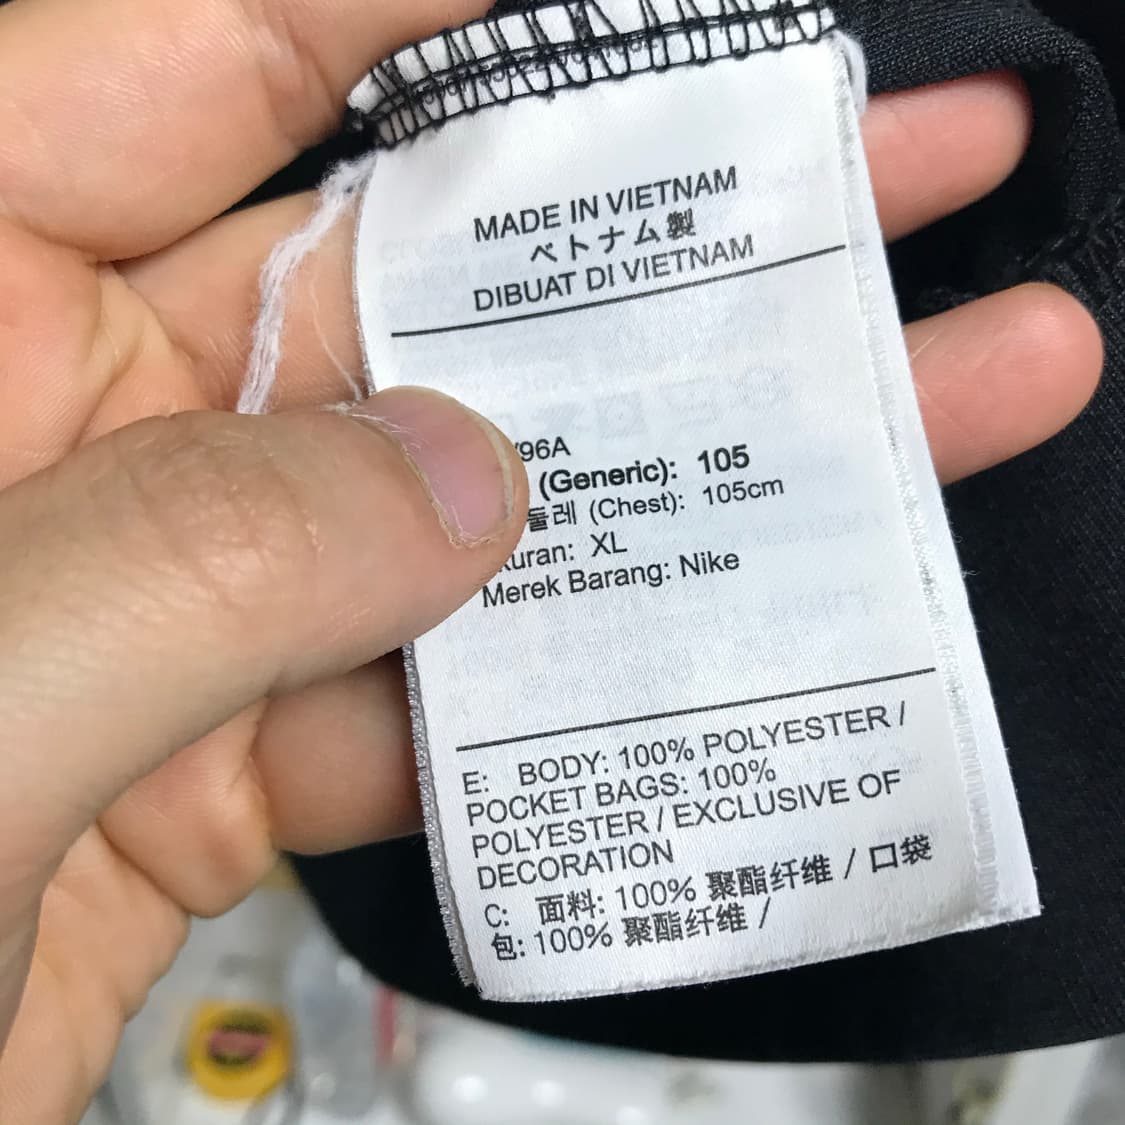 MADE IN VIETNAM
ベトナム製
DIBUAT DI VIETNAM
96A
(Generic): 105
둘레 (Chest): 105cm
kuran: XL
Merek Barang: Nike
E: BODY: 100% POLYESTER /
POCKET BAGS: 100%
POLYESTER / EXCLUSIVE OF
DECORATION
C: 面料: 100% 聚酯纤维 / 口袋
包: 100% 聚酯纤维 /